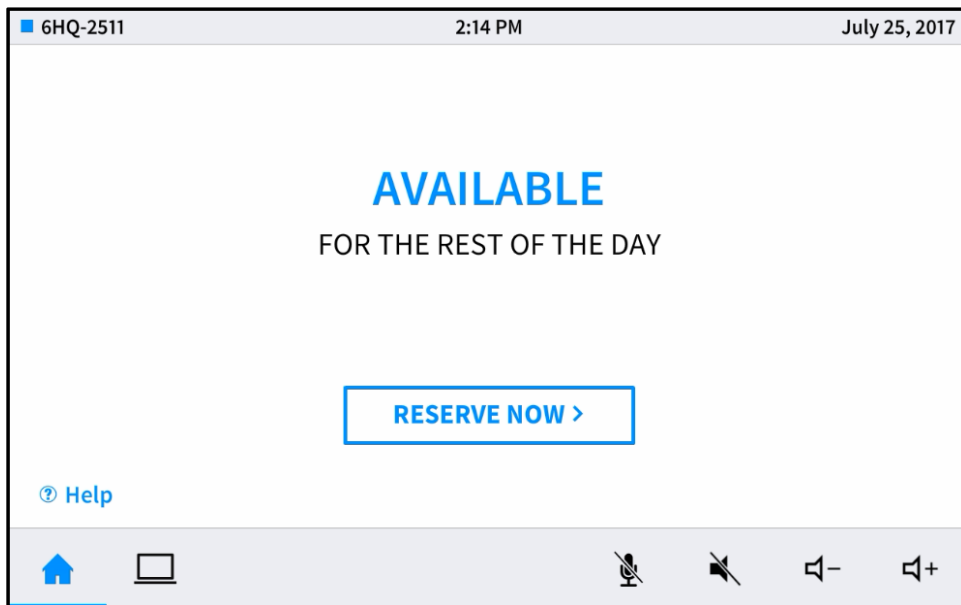 6HQ-2511 2:14 PM July 25, 2017
AVAILABLE
FOR THE REST OF THE DAY
RESERVE NOW >
? Help